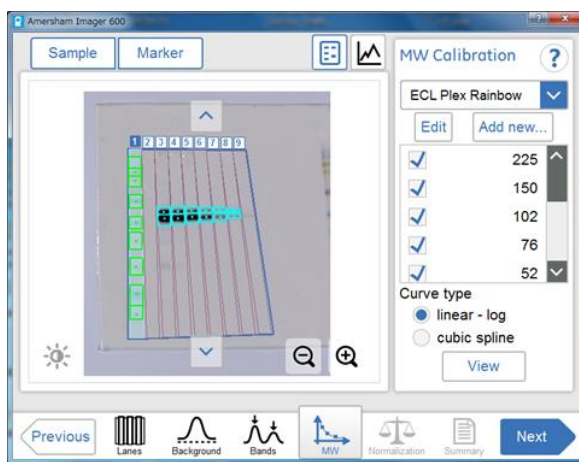 Amersham Imager 600
Sample
Marker
MW Calibration
?
ECL Plex Rainbow
Edit
Add new...
225
150
102
76
52
Curve type
linear - log
cubic spline
View
1 2 3 4 5 6 7 8 9
Previous
Lanes
Background
Bands
MW
Normalization
Summary
Next